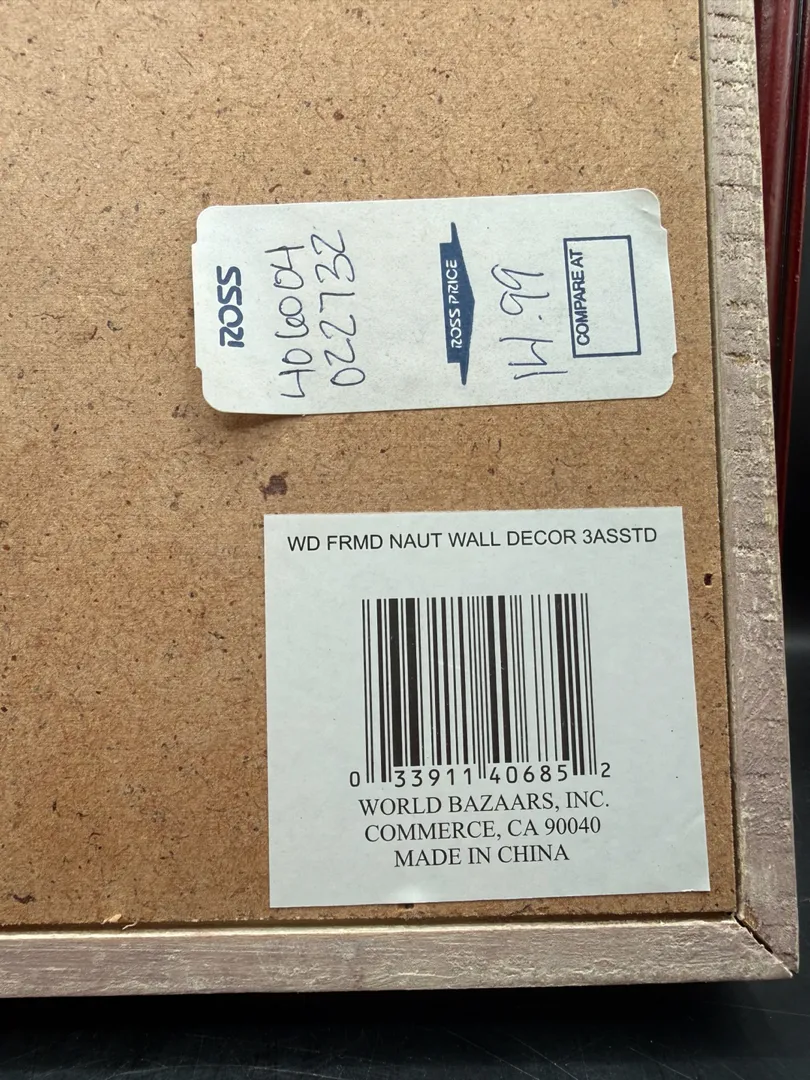 ROSS
406004
022732
ROSS PRICE
14.99
COMPARE AT
WD FRMD NAUT WALL DECOR 3ASSTD
0 33911 40685 2
WORLD BAZAARS, INC.
COMMERCE, CA 90040
MADE IN CHINA